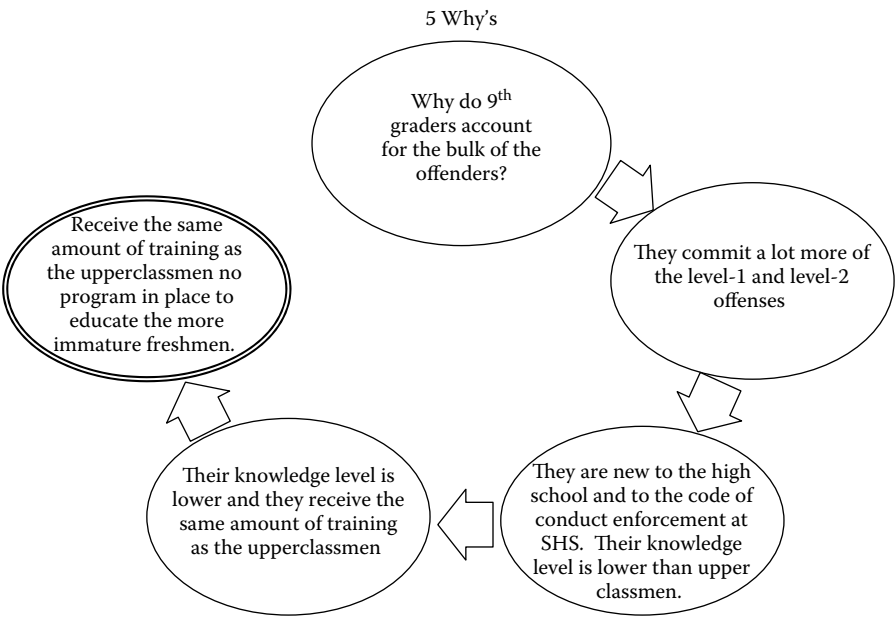 5 Why's
Why do 9th
graders account
for the bulk of the
offenders?
They commit a lot more of
the level-1 and level-2
offenses
They are new to the high
school and to the code of
conduct enforcement at
SHS. Their knowledge
level is lower than upper
classmen.
Their knowledge level is
lower and they receive the
same amount of training
as the upperclassmen
Receive the same
amount of training as
the upperclassmen no
program in place to
educate the more
immature freshmen.